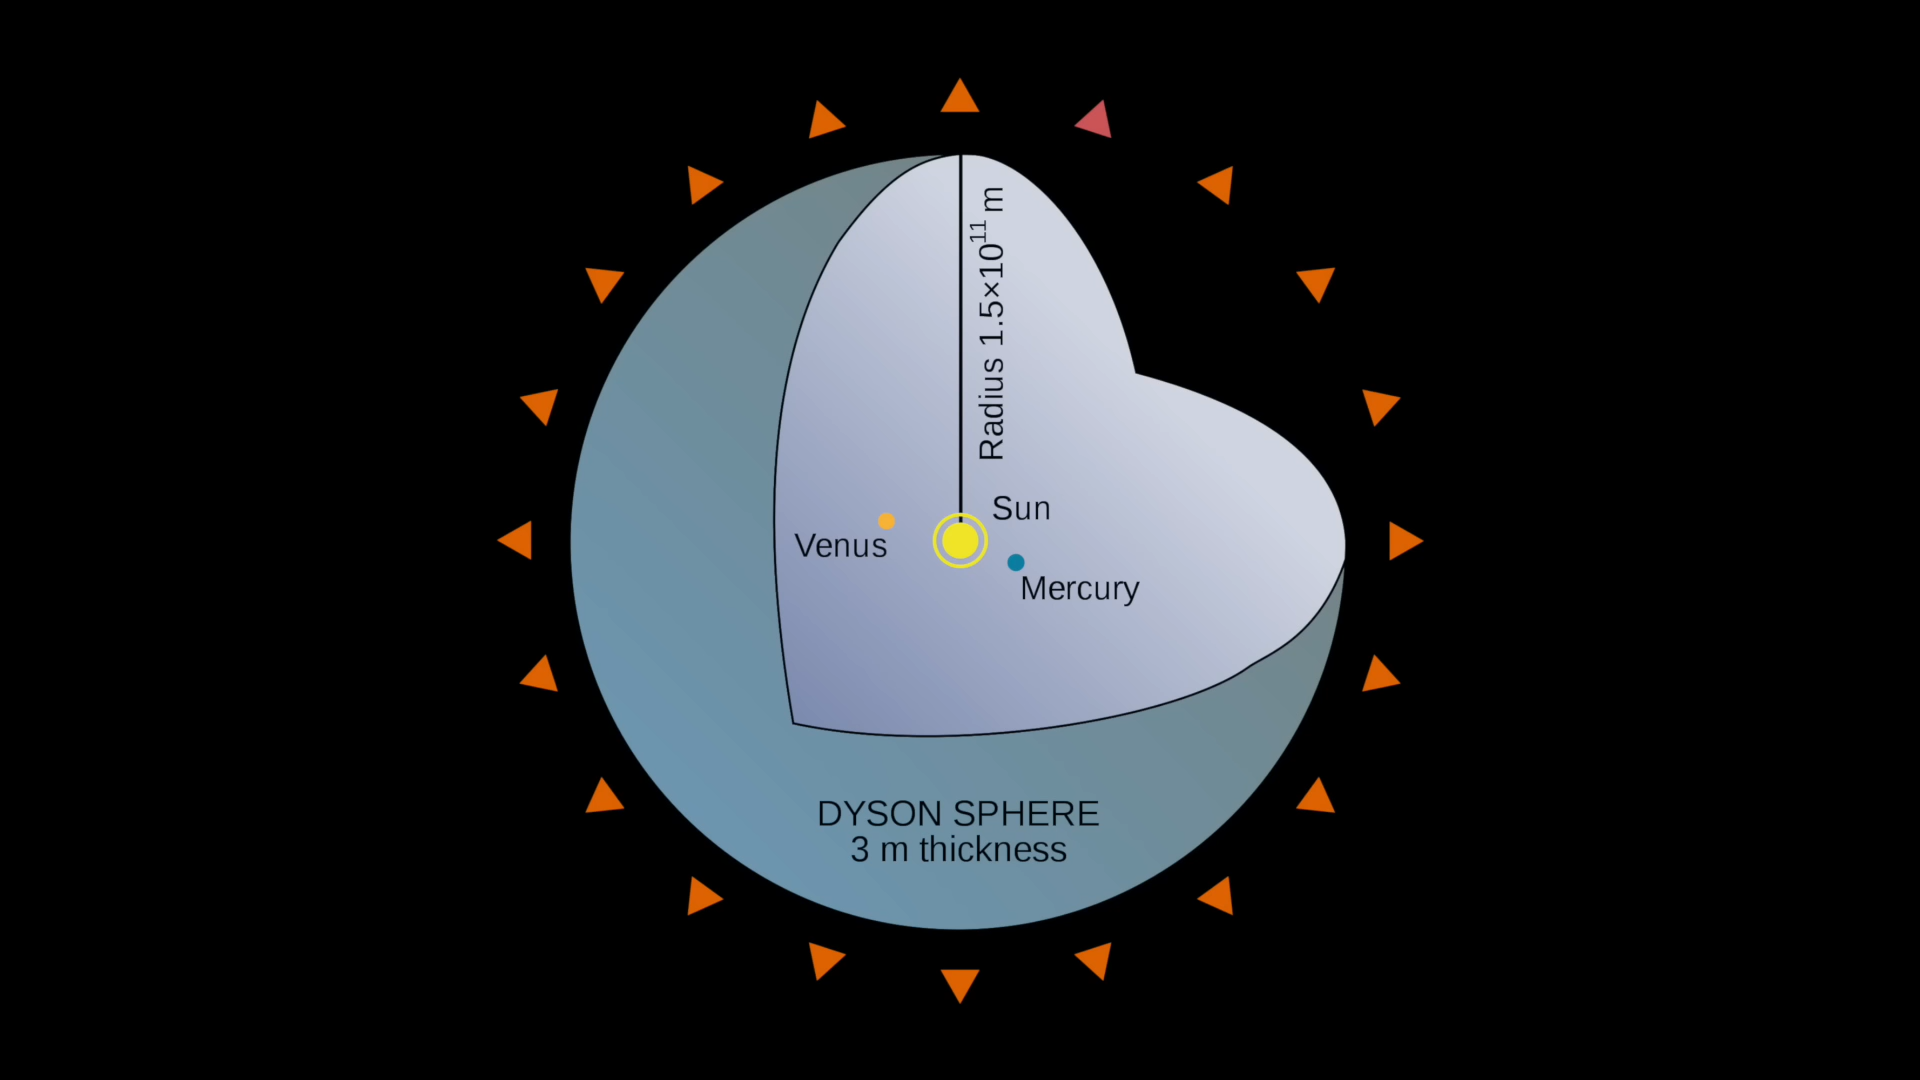 Radius 1.5×10¹¹ m
Sun
Venus
Mercury
DYSON SPHERE
3 m thickness